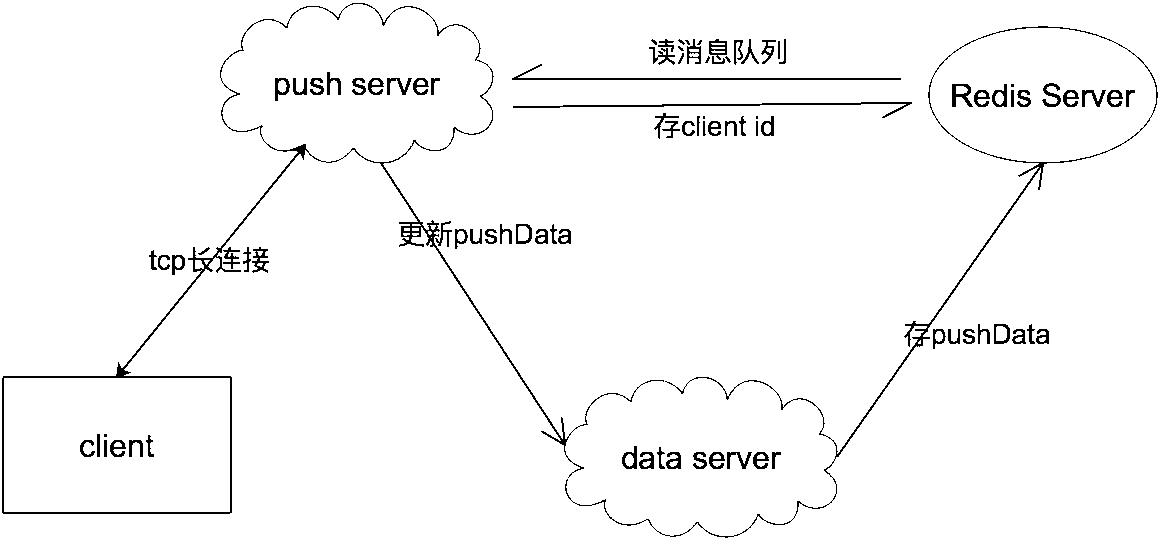 push server
读消息队列
Redis Server
存client id
更新pushData
tcp长连接
存pushData
client
data server